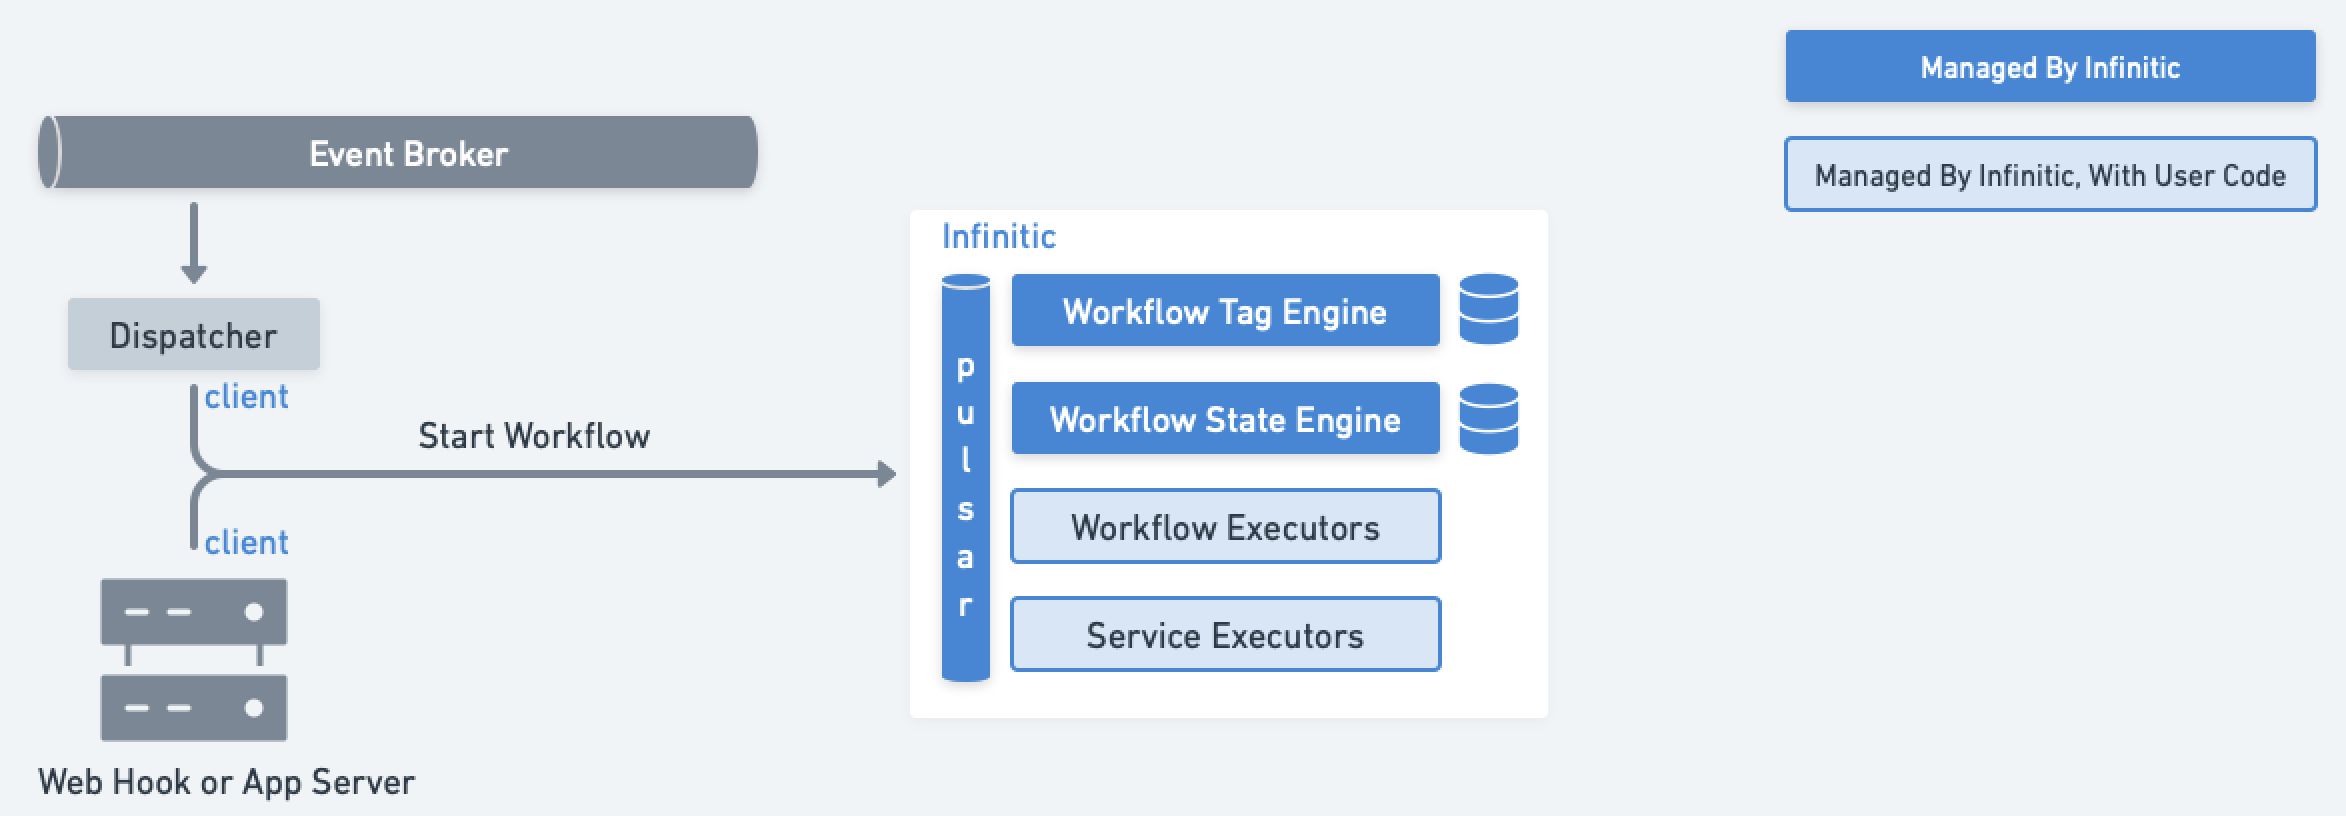 Managed By Infinitic
Managed By Infinitic, With User Code
Event Broker
Dispatcher
client
Start Workflow
client
Web Hook or App Server
Infinitic
pulsar
Workflow Tag Engine
Workflow State Engine
Workflow Executors
Service Executors